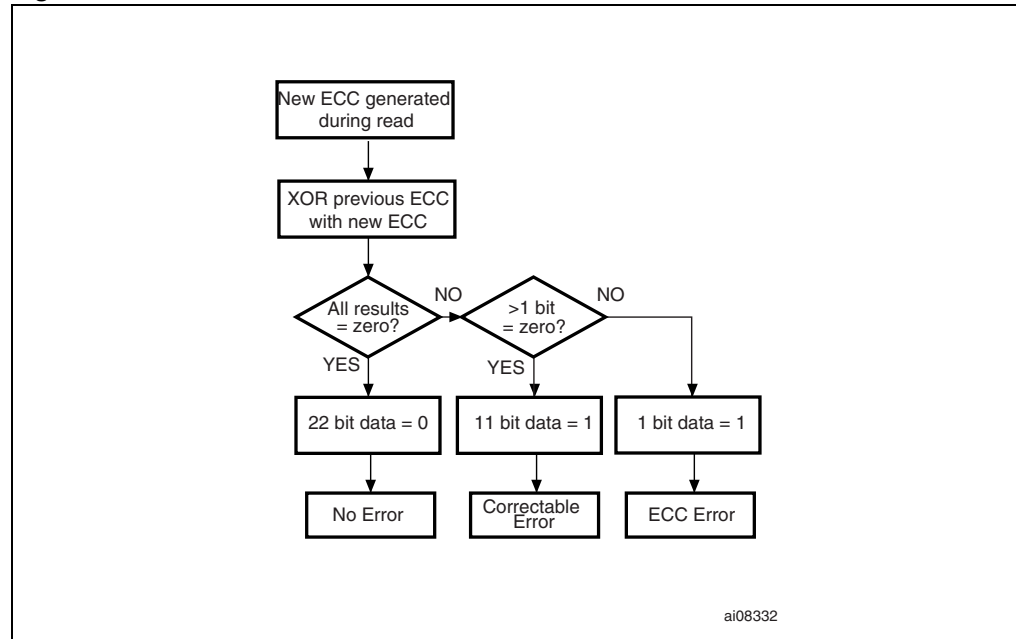 New ECC generated
during read
XOR previous ECC
with new ECC
All results
= zero?
NO
>1 bit
= zero?
NO
YES
YES
22 bit data = 0
11 bit data = 1
1 bit data = 1
No Error
Correctable
Error
ECC Error
ai08332